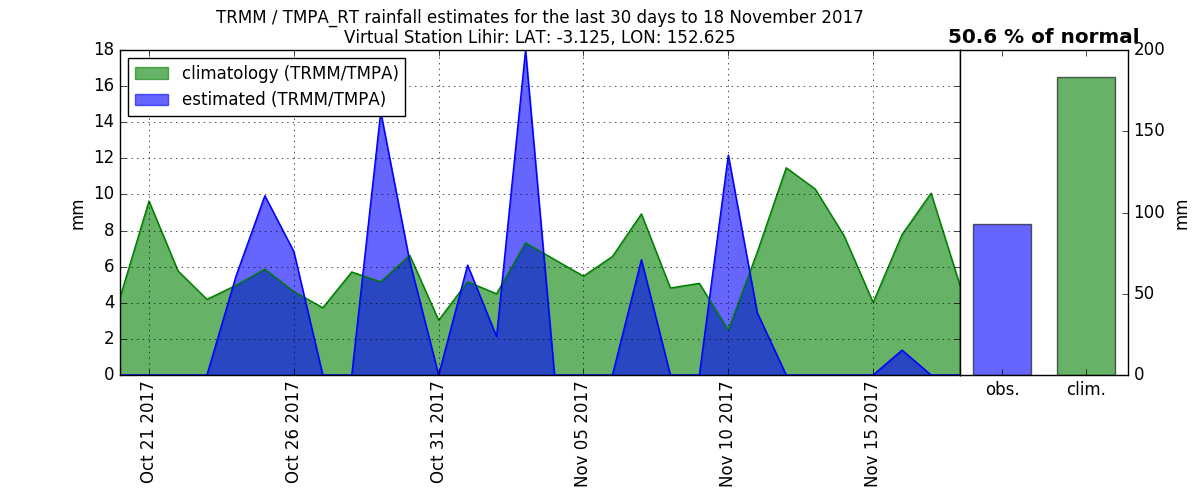 TRMM / TMPA_RT rainfall estimates for the last 30 days to 18 November 2017
Virtual Station Lihir: LAT: -3.125, LON: 152.625
50.6 % of normal
climatology (TRMM/TMPA)
estimated (TRMM/TMPA)
18
16
14
12
10
8
6
4
2
0
mm
Oct 21 2017
Oct 26 2017
Oct 31 2017
Nov 05 2017
Nov 10 2017
Nov 15 2017
200
150
100
50
0
mm
obs.
clim.